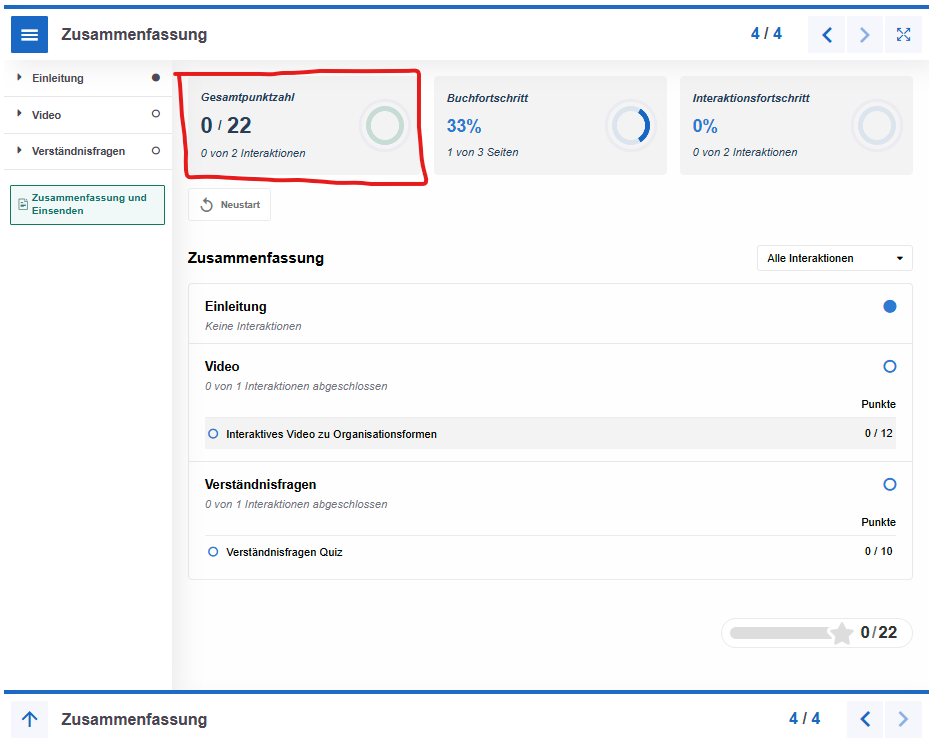 Zusammenfassung
4 / 4
Einleitung
Video
Verständnisfragen
Zusammenfassung und
Einsenden
Gesamtpunktzahl
0 / 22
0 von 2 Interaktionen
Buchfortschritt
33%
1 von 3 Seiten
Interaktionsfortschritt
0%
0 von 2 Interaktionen
Neustart
Zusammenfassung
Alle Interaktionen
Einleitung
Keine Interaktionen
Video
0 von 1 Interaktionen abgeschlossen
Punkte
Interaktives Video zu Organisationsformen 0 / 12
Verständnisfragen
0 von 1 Interaktionen abgeschlossen
Punkte
Verständnisfragen Quiz 0 / 10
0/22
Zusammenfassung
4 / 4